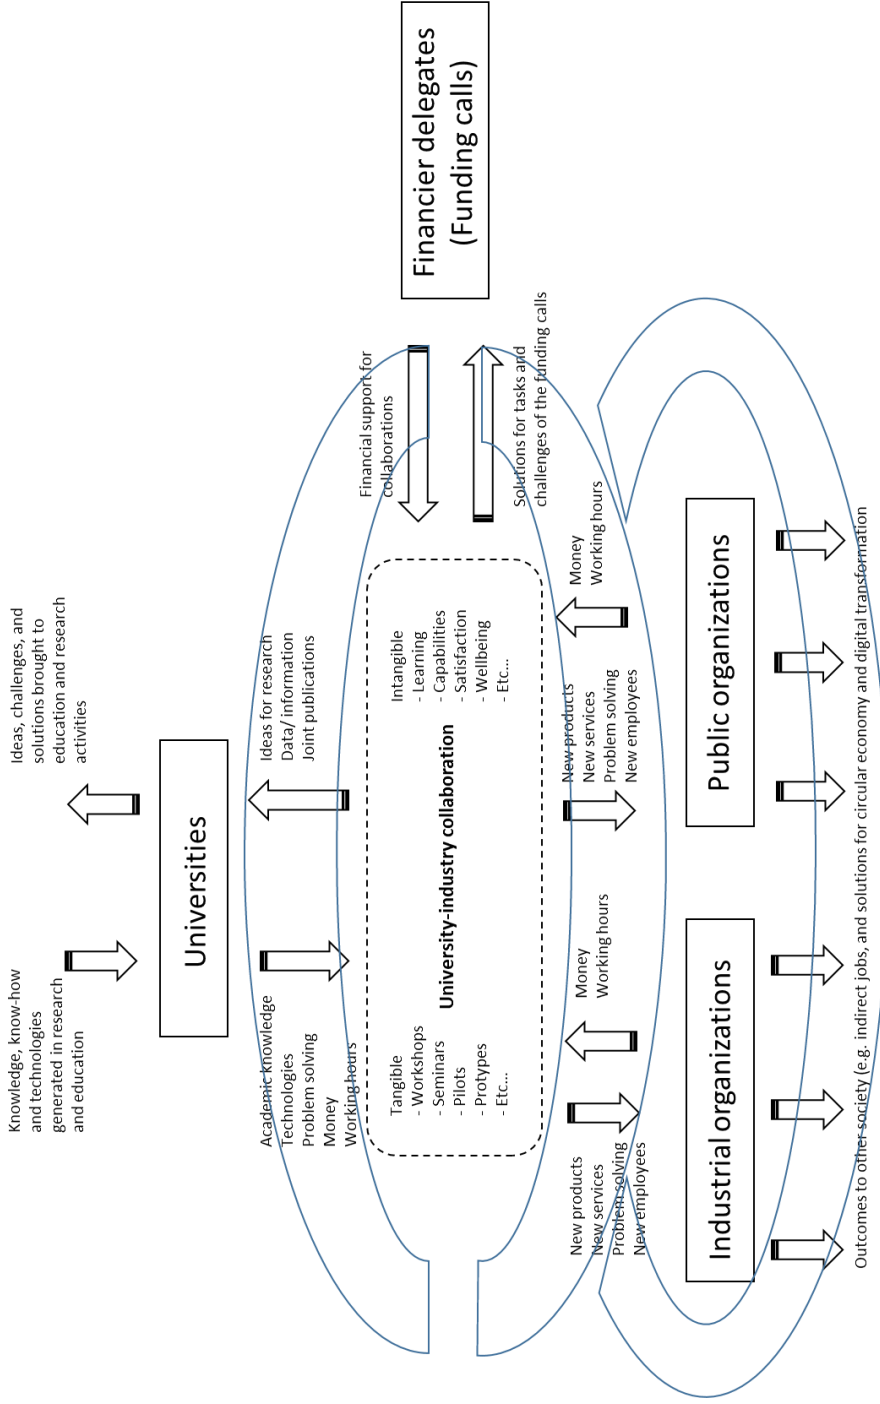 Knowledge, know-how
and technologies
generated in research
and education
Ideas, challenges, and
solutions brought to
education and research
activities
Universities
Academic knowledge
Technologies
Problem solving
Money
Working hours
Ideas for research
Data/ information
Joint publications
Financial support for
collaborations
Financier delegates
(Funding calls)
Solutions for tasks and
challenges of the funding calls
Tangible
- Workshops
- Seminars
- Pilots
- Protypes
- Etc...
University-industry collaboration
Intangible
- Learning
- Capabilities
- Satisfaction
- Wellbeing
- Etc...
New products
New services
Problem solving
New employees
Money
Working hours
New products
New services
Problem solving
New employees
Money
Working hours
Industrial organizations
Public organizations
Outcomes to other society (e.g. indirect jobs, and solutions for circular economy and digital transformation